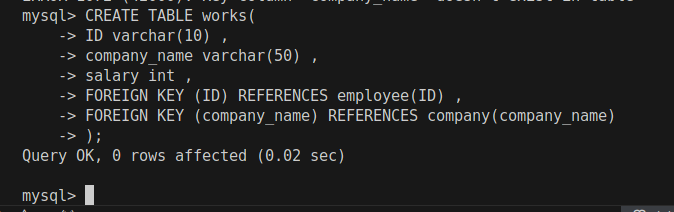 mysql> CREATE TABLE works(
    -> ID varchar(10) ,
    -> company_name varchar(50) ,
    -> salary int ,
    -> FOREIGN KEY (ID) REFERENCES employee(ID) ,
    -> FOREIGN KEY (company_name) REFERENCES company(company_name)
    -> );
Query OK, 0 rows affected (0.02 sec)
mysql>